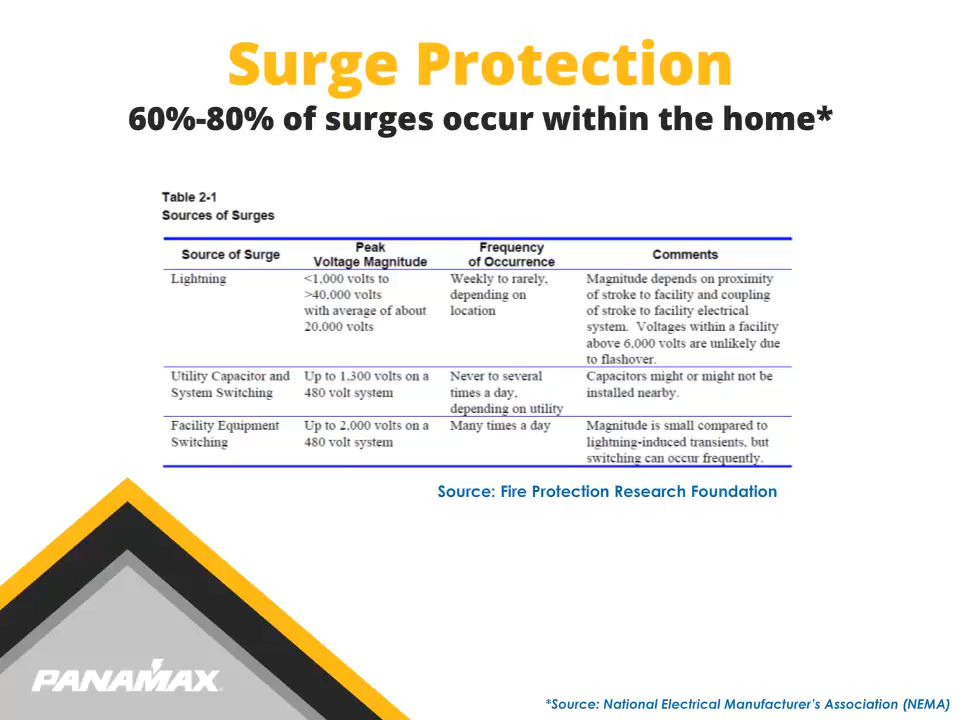 Surge Protection
60%-80% of surges occur within the home*
Table 2-1
Sources of Surges
Source of Surge
Peak
Voltage Magnitude
Frequency
of Occurrence
Comments
Lightning
<1,000 volts to
>40,000 volts
with average of about
20,000 volts
Weekly to rarely,
depending on
location
Magnitude depends on proximity
of stroke to facility and coupling
of stroke to facility electrical
system. Voltages within a facility
above 6,000 volts are unlikely due
to flashover.
Utility Capacitor and
System Switching
Up to 1,300 volts on a
480 volt system
Never to several
times a day,
depending on utility
Capacitors might or might not be
installed nearby.
Facility Equipment
Switching
Up to 2,000 volts on a
480 volt system
Many times a day
Magnitude is small compared to
lightning-induced transients, but
switching can occur frequently.
Source: Fire Protection Research Foundation
PANAMAX
*Source: National Electrical Manufacturer’s Association (NEMA)